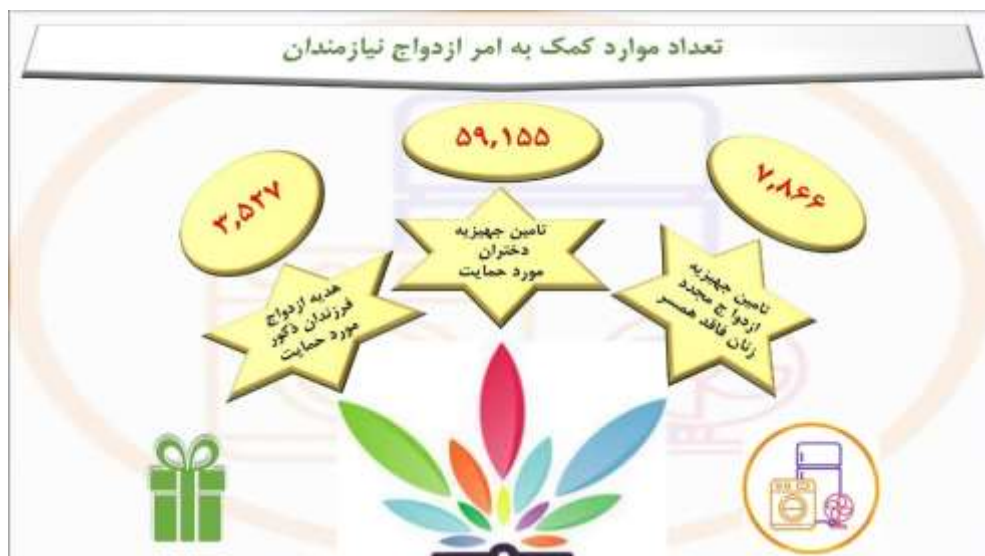 تعداد موارد کمک به امر ازدواج نیازمندان
۷,۸۶۶
تامین جهیزیه
ازدواج مجدد
زنان فاقد همسر
۵۹,۱۵۵
تامین جهیزیه
دختران
مورد حمایت
۳,۵۲۷
هدیه ازدواج
فرزندان ذکور
مورد حمایت